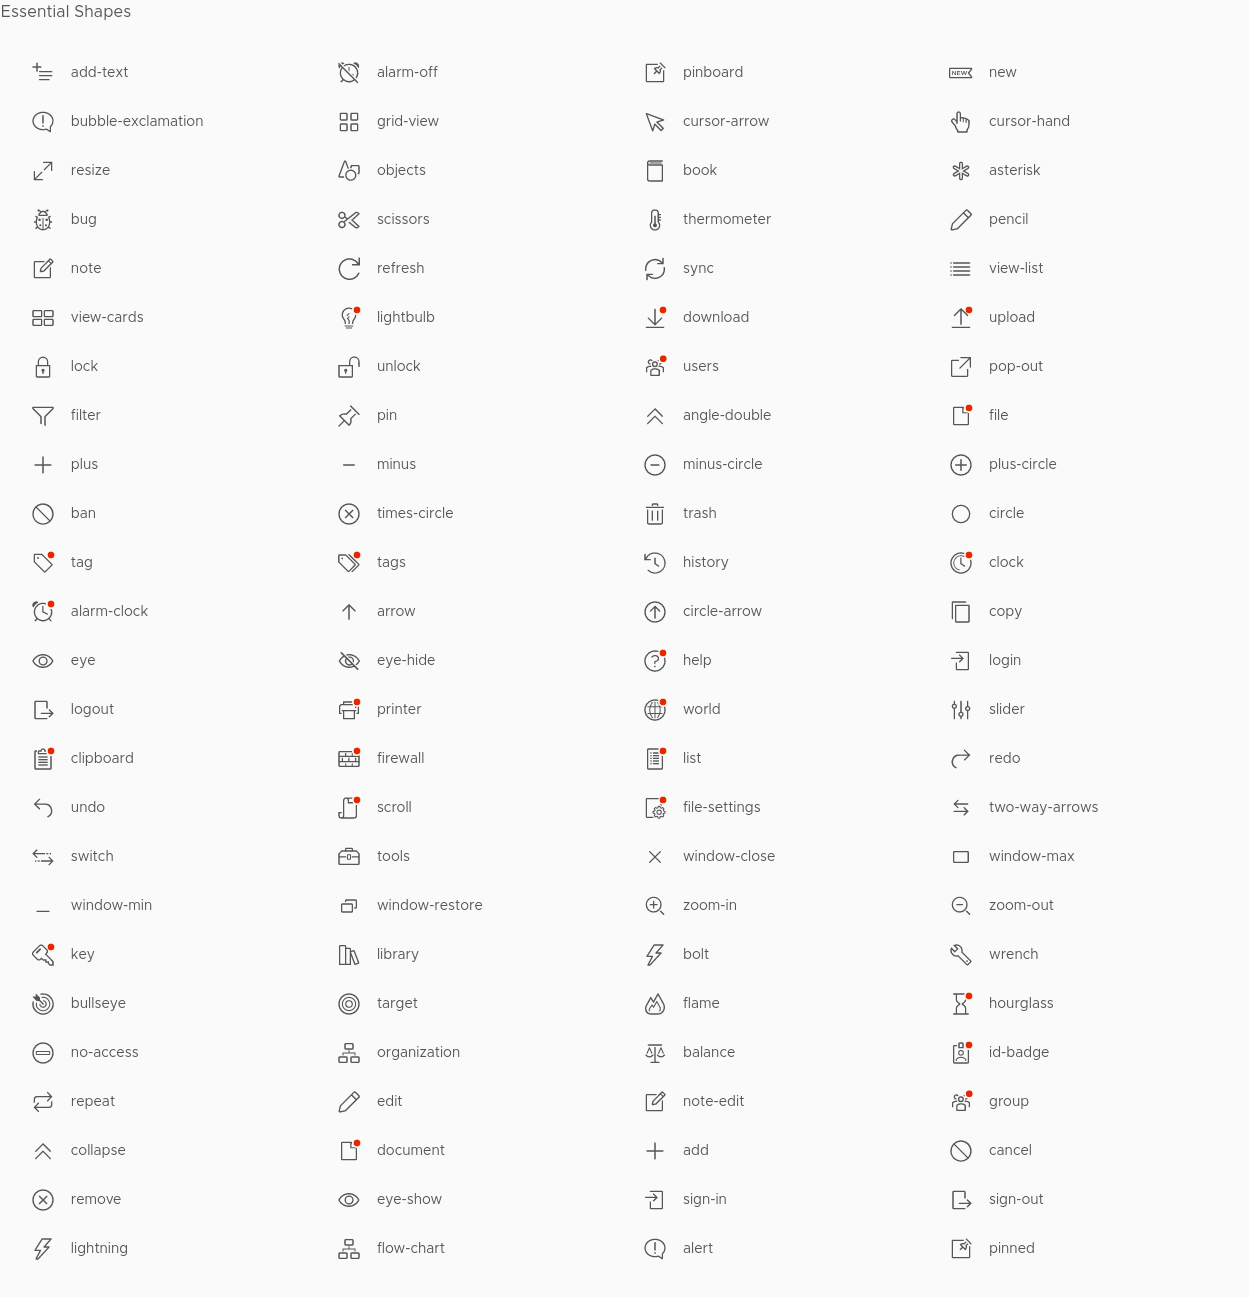 Essential Shapes
add-text alarm-off pinboard NEW new
bubble-exclamation grid-view cursor-arrow cursor-hand
resize objects book asterisk
bug scissors thermometer pencil
note refresh sync view-list
view-cards lightbulb download upload
lock unlock users pop-out
filter pin angle-double file
plus minus minus-circle plus-circle
ban times-circle trash circle
tag tags history clock
alarm-clock arrow circle-arrow copy
eye eye-hide help login
logout printer world slider
clipboard firewall list redo
undo scroll file-settings two-way-arrows
switch tools window-close window-max
window-min window-restore zoom-in zoom-out
key library bolt wrench
bullseye target flame hourglass
no-access organization balance id-badge
repeat edit note-edit group
collapse document add cancel
remove eye-show sign-in sign-out
lightning flow-chart alert pinned